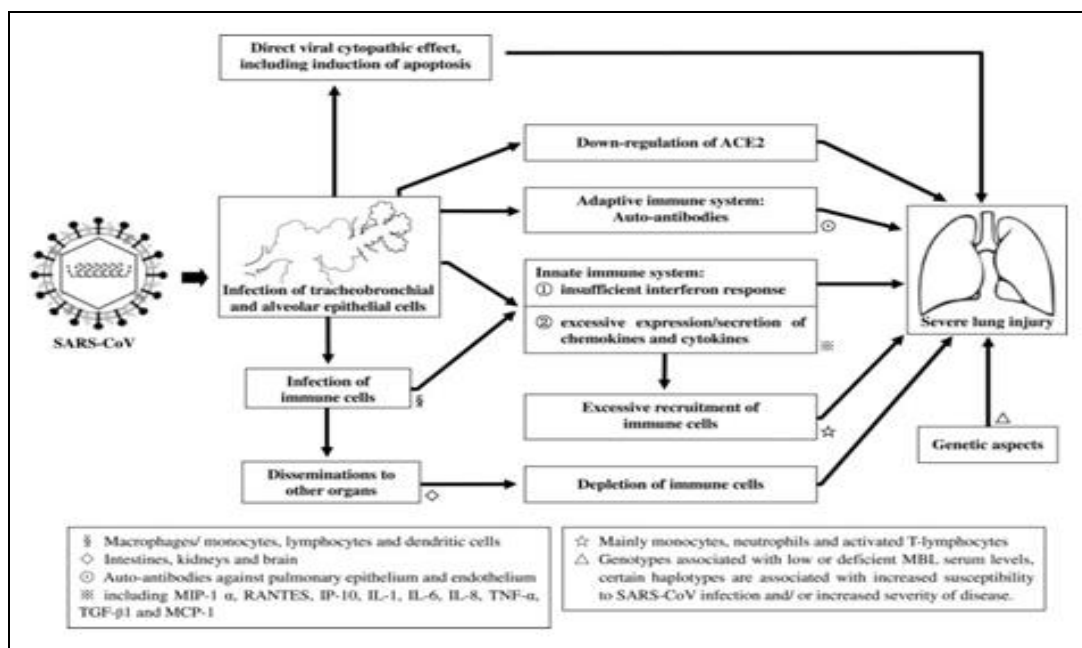 Direct viral cytopathic effect,
including induction of apoptosis
Down-regulation of ACE2
Adaptive immune system:
Auto-antibodies
⊙
Infection of tracheobronchial
and alveolar epithelial cells
SARS-CoV
Innate immune system:
① insufficient interferon response
② excessive expression/secretion of
chemokines and cytokines
※
Severe lung injury
Infection of
immune cells
§
Excessive recruitment of
immune cells
☆
△
Genetic aspects
Disseminations to
other organs
◇
Depletion of immune cells
§ Macrophages/ monocytes, lymphocytes and dendritic cells
◇ Intestines, kidneys and brain
⊙ Auto-antibodies against pulmonary epithelium and endothelium
※ including MIP-1 α, RANTES, IP-10, IL-1, IL-6, IL-8, TNF-α,
TGF-β1 and MCP-1
☆ Mainly monocytes, neutrophils and activated T-lymphocytes
△ Genotypes associated with low or deficient MBL serum levels,
certain haplotypes are associated with increased susceptibility
to SARS-CoV infection and/ or increased severity of disease.